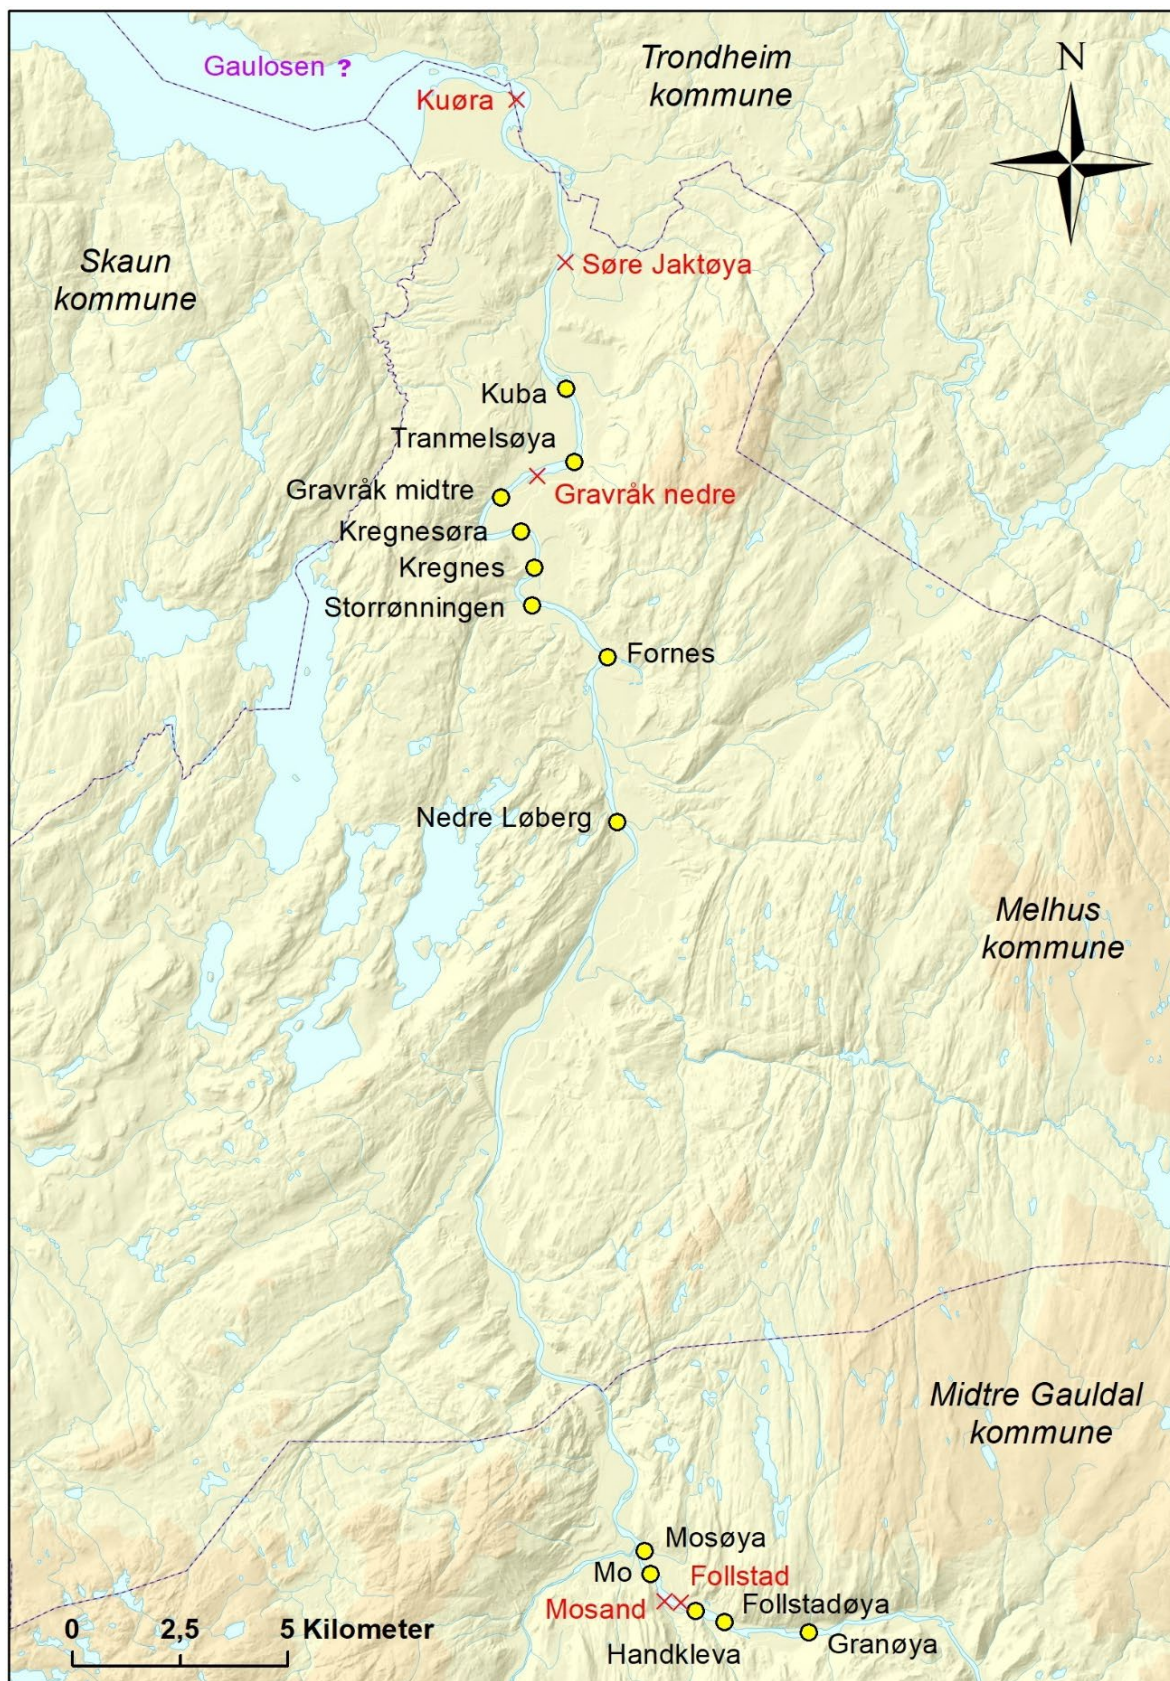 Trondheim
kommune
N
Gaulosen ?
Kuøra
Skaun
kommune
Søre Jaktøya
Kuba
Tranmelsøya
Gravråk midtre
Gravråk nedre
Kregnesøra
Kregnes
Storrønningen
Fornes
Nedre Løberg
Melhus
kommune
Midtre Gauldal
kommune
Mosøya
Mo
Follstad
Mosand
Follstadøya
Handkleva
Granøya
0 2,5 5 Kilometer